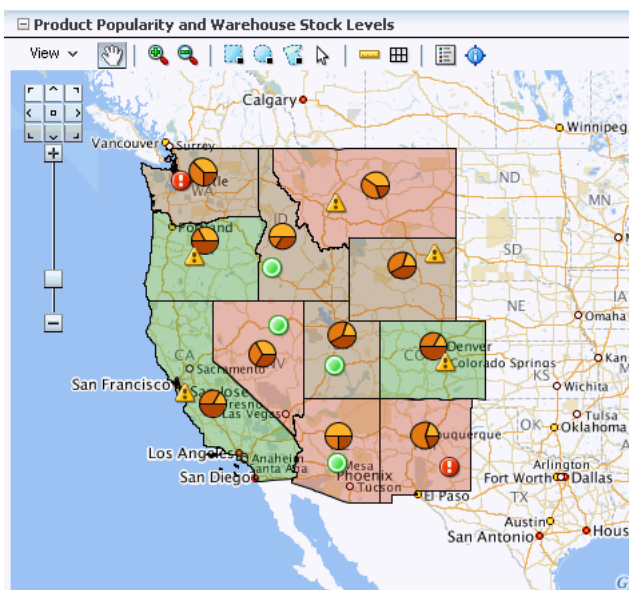 Product Popularity and Warehouse Stock Levels
View
Calgary
Winnipeg
Vancouver
Surrey
WA
ND
MN
Portland
ID
SD
NE
IA
Omaha
CA
Sacramento
NV
Denver
Colorado Springs
KS
Kan
San Francisco
San Jose
Fresno
Las Vegas
Wichita
Tulsa
OK
Oklahoma
Los Angeles
Anaheim
Santa Ana
San Diego
Mesa
Phoenix
Tucson
uquerque
El Paso
Arlington
Fort Worth
Dallas
TX
Austin
San Antonio
Hous